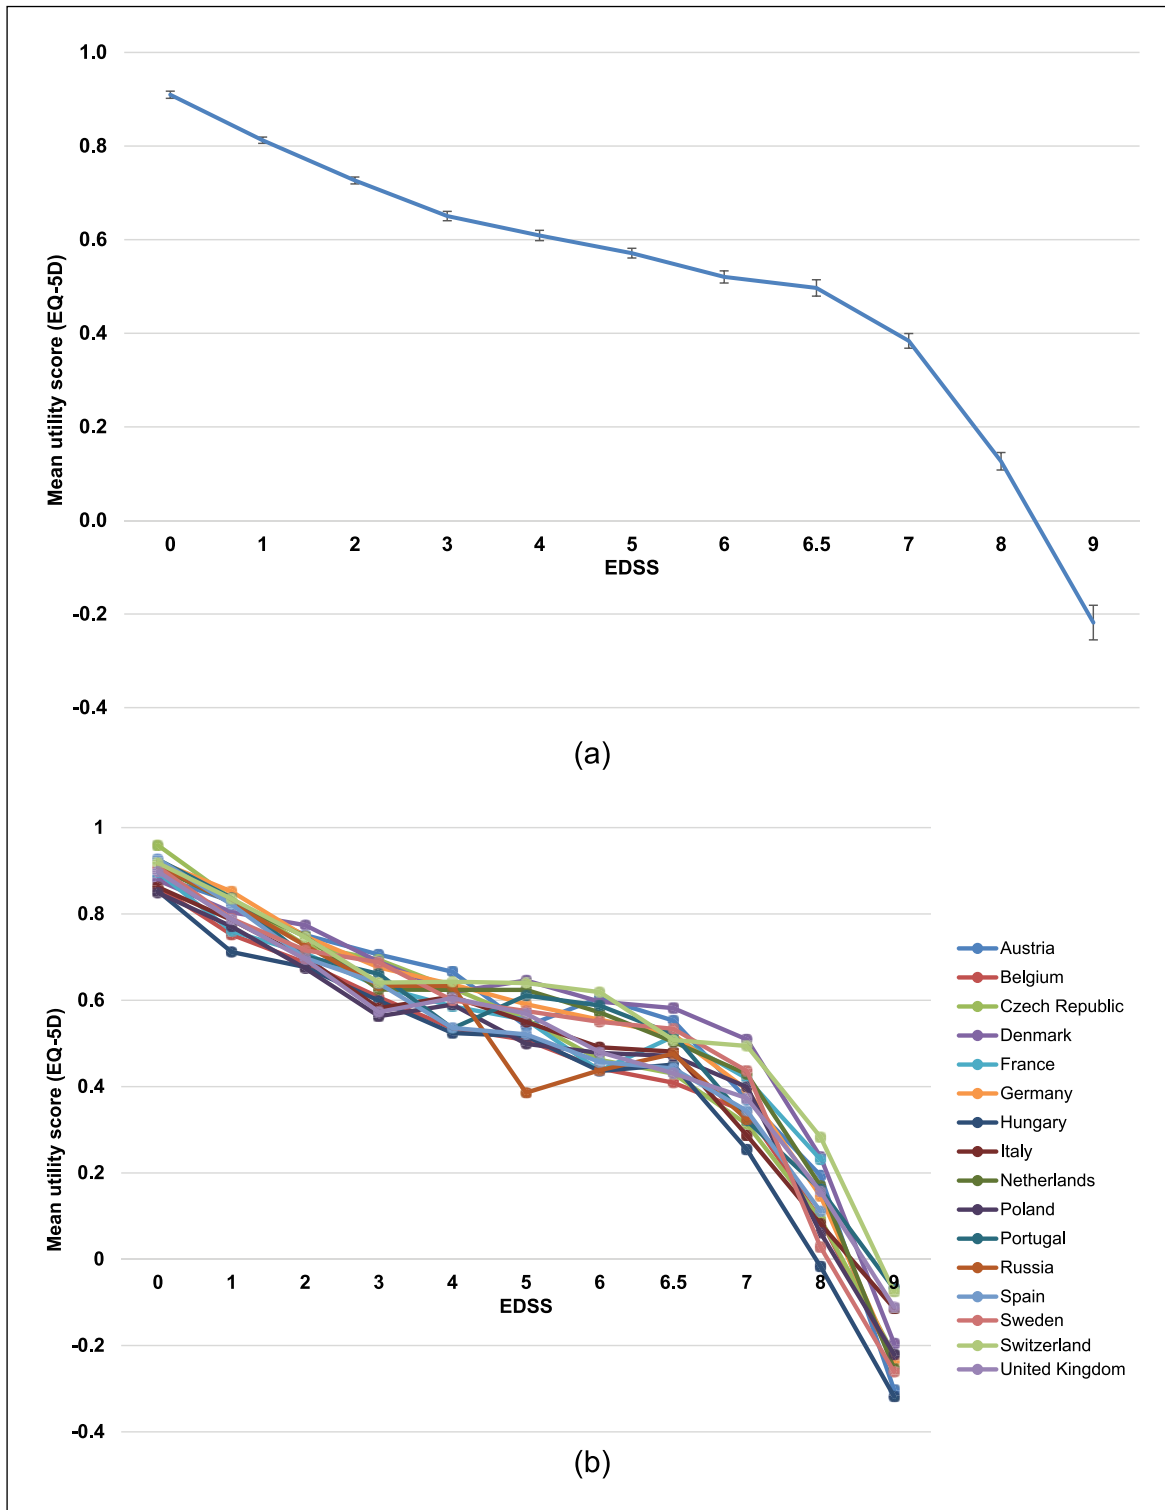 1.0
0.8
0.6
0.4
0.2
0.0
-0.2
-0.4
Mean utility score (EQ-5D)
0 1 2 3 4 5 6 6.5 7 8 9
EDSS
(a)
1
0.8
0.6
0.4
0.2
0
-0.2
-0.4
Mean utility score (EQ-5D)
0 1 2 3 4 5 6 6.5 7 8 9
EDSS
Austria
Belgium
Czech Republic
Denmark
France
Germany
Hungary
Italy
Netherlands
Poland
Portugal
Russia
Spain
Sweden
Switzerland
United Kingdom
(b)